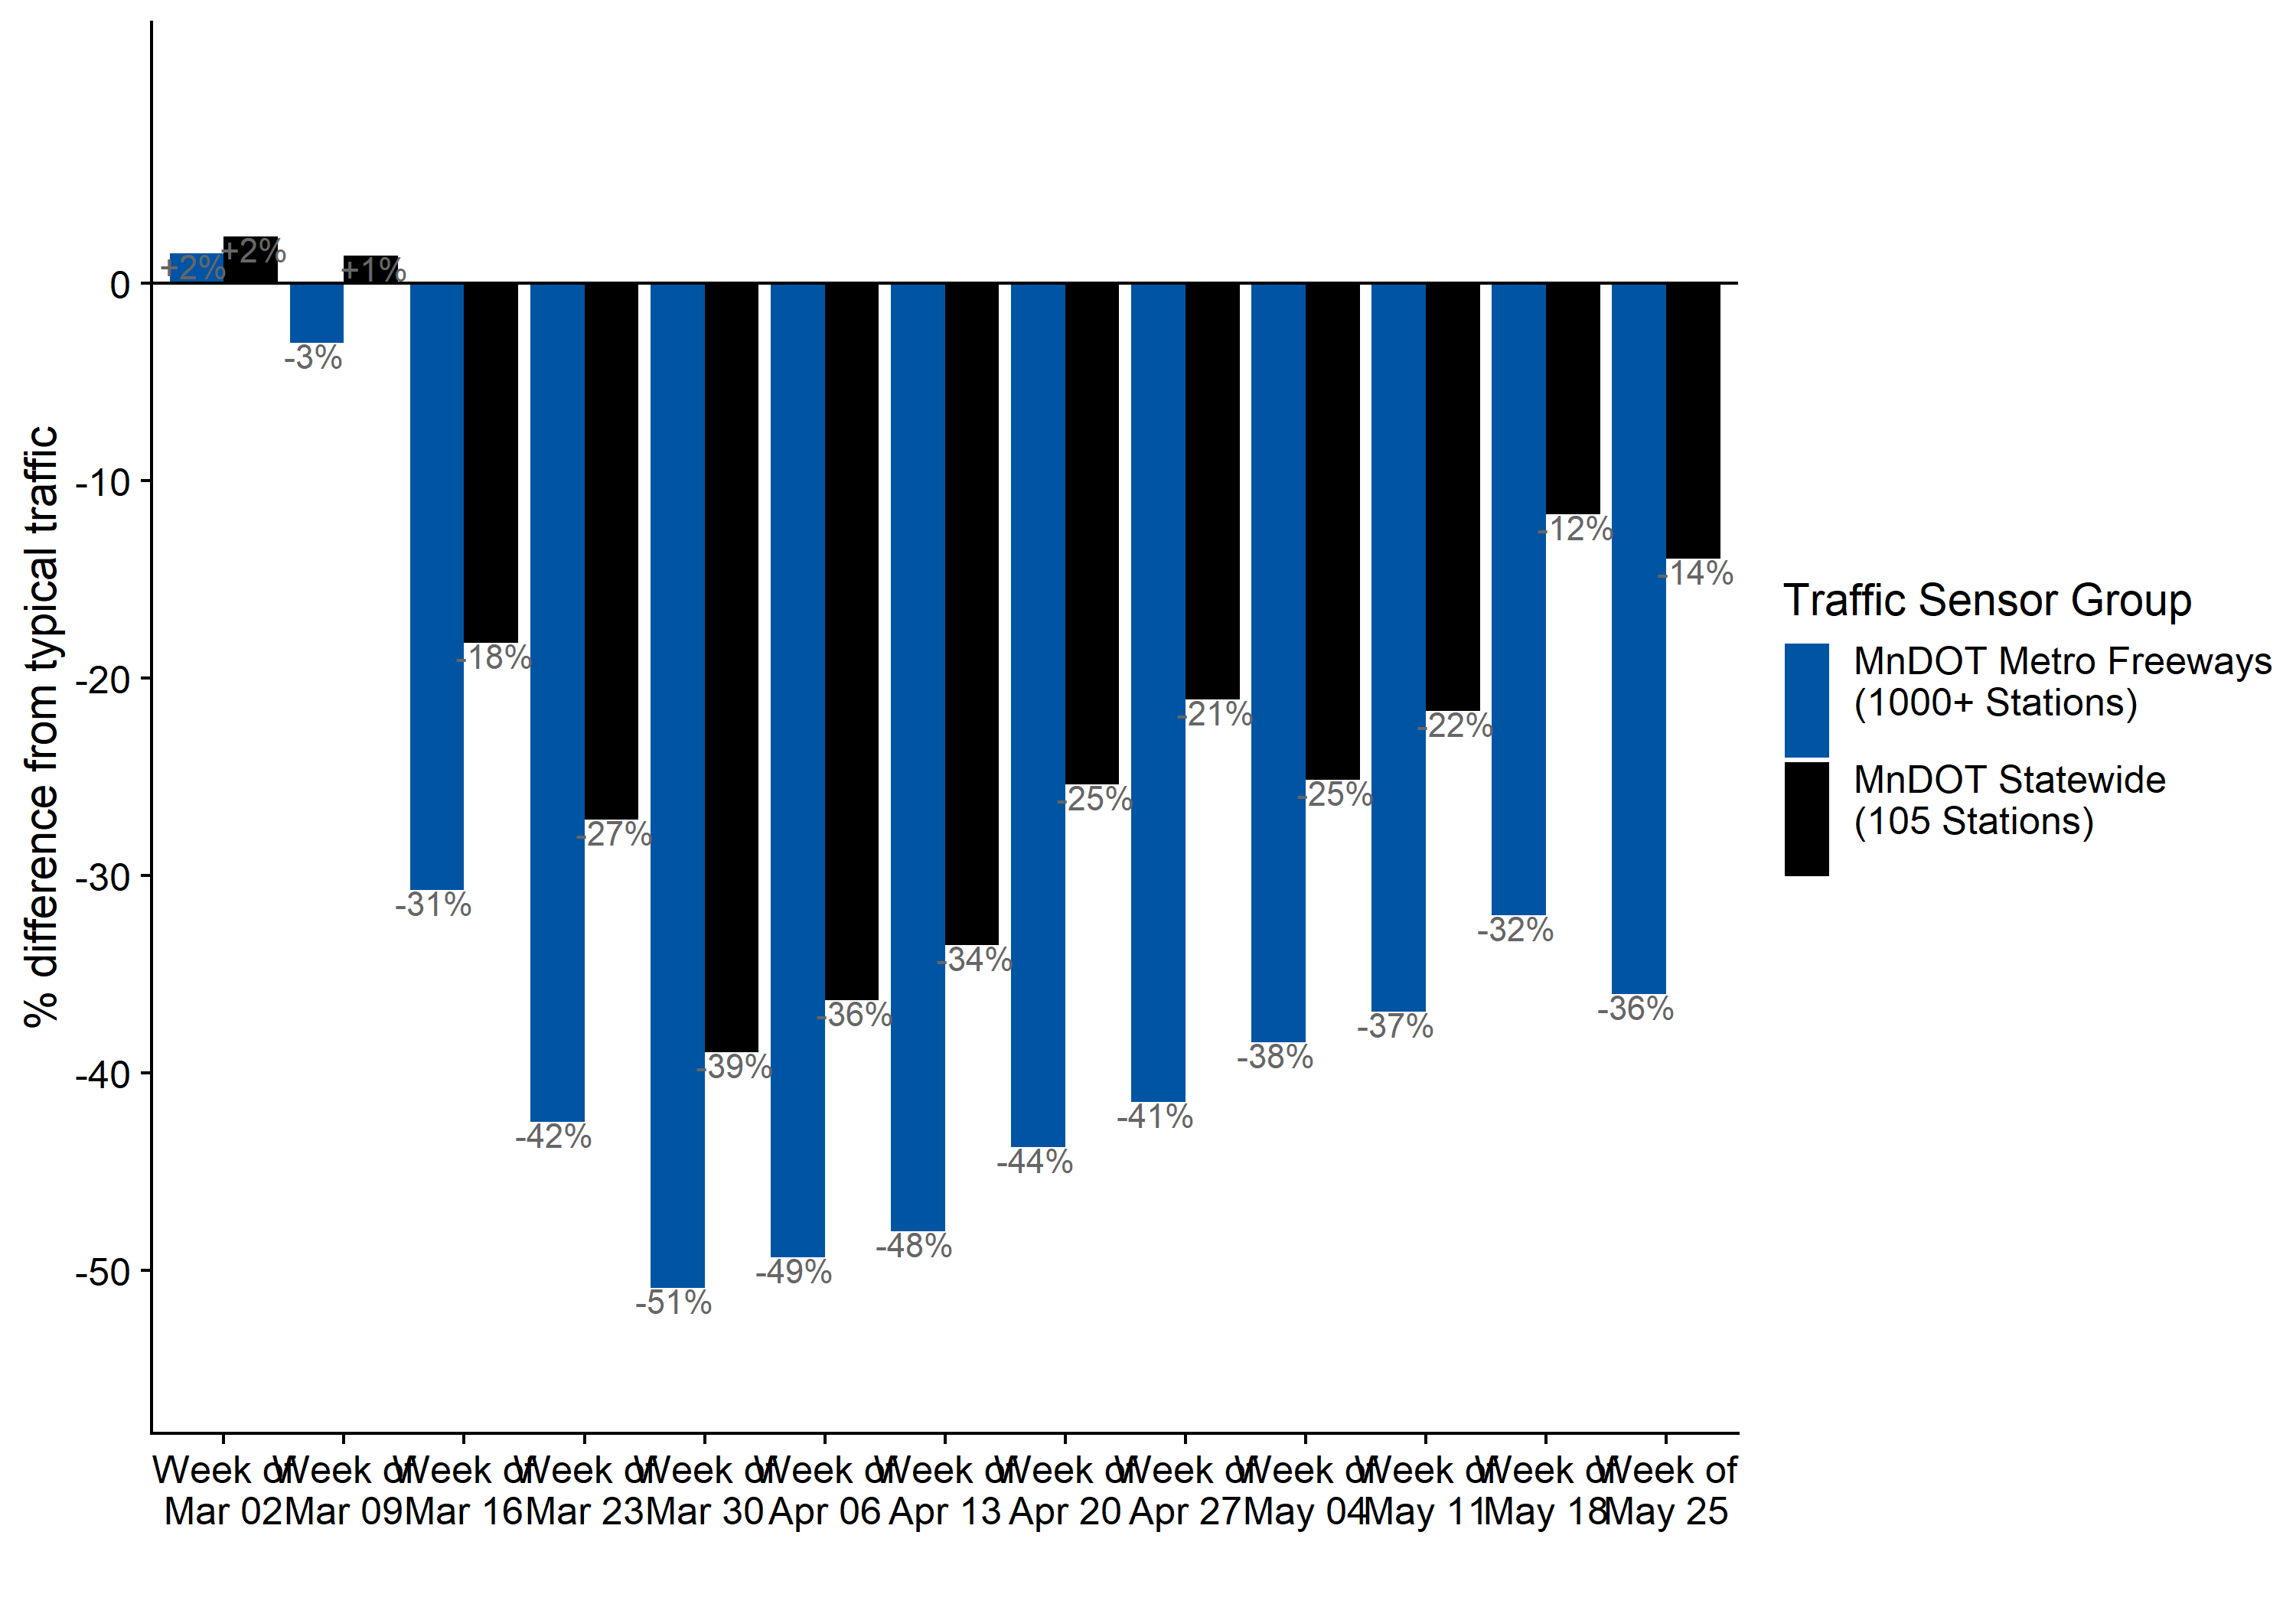 % difference from typical traffic
0
-10
-20
-30
-40
-50
+2%
+2%
-3%
+1%
-31%
-18%
-42%
-27%
-51%
-39%
-49%
-36%
-48%
-34%
-44%
-25%
-41%
-21%
-38%
-25%
-37%
-22%
-32%
-12%
-36%
-14%
Week of
Mar 02
Week of
Mar 09
Week of
Mar 16
Week of
Mar 23
Week of
Mar 30
Week of
Apr 06
Week of
Apr 13
Week of
Apr 20
Week of
Apr 27
Week of
May 04
Week of
May 11
Week of
May 18
Week of
May 25
Traffic Sensor Group
MnDOT Metro Freeways
(1000+ Stations)
MnDOT Statewide
(105 Stations)